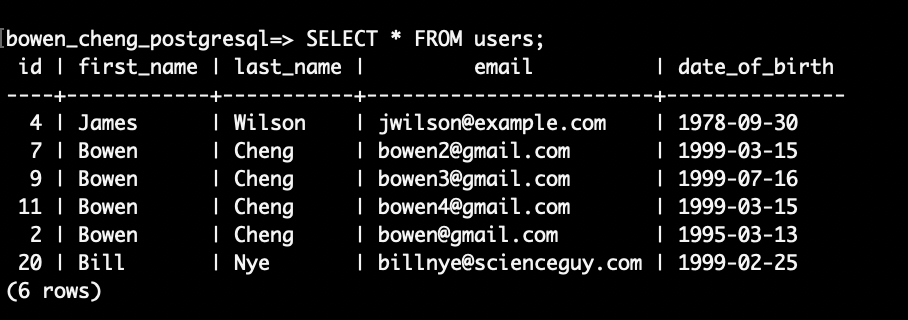 bowen_cheng_postgresql=> SELECT * FROM users;
 id | first_name | last_name |         email          | date_of_birth
----+------------+-----------+------------------------+---------------
  4 | James      | Wilson    | jwilson@example.com    | 1978-09-30
  7 | Bowen      | Cheng     | bowen2@gmail.com       | 1999-03-15
  9 | Bowen      | Cheng     | bowen3@gmail.com       | 1999-07-16
 11 | Bowen      | Cheng     | bowen4@gmail.com       | 1999-03-15
  2 | Bowen      | Cheng     | bowen@gmail.com        | 1995-03-13
 20 | Bill       | Nye       | billnye@scienceguy.com | 1999-02-25
(6 rows)